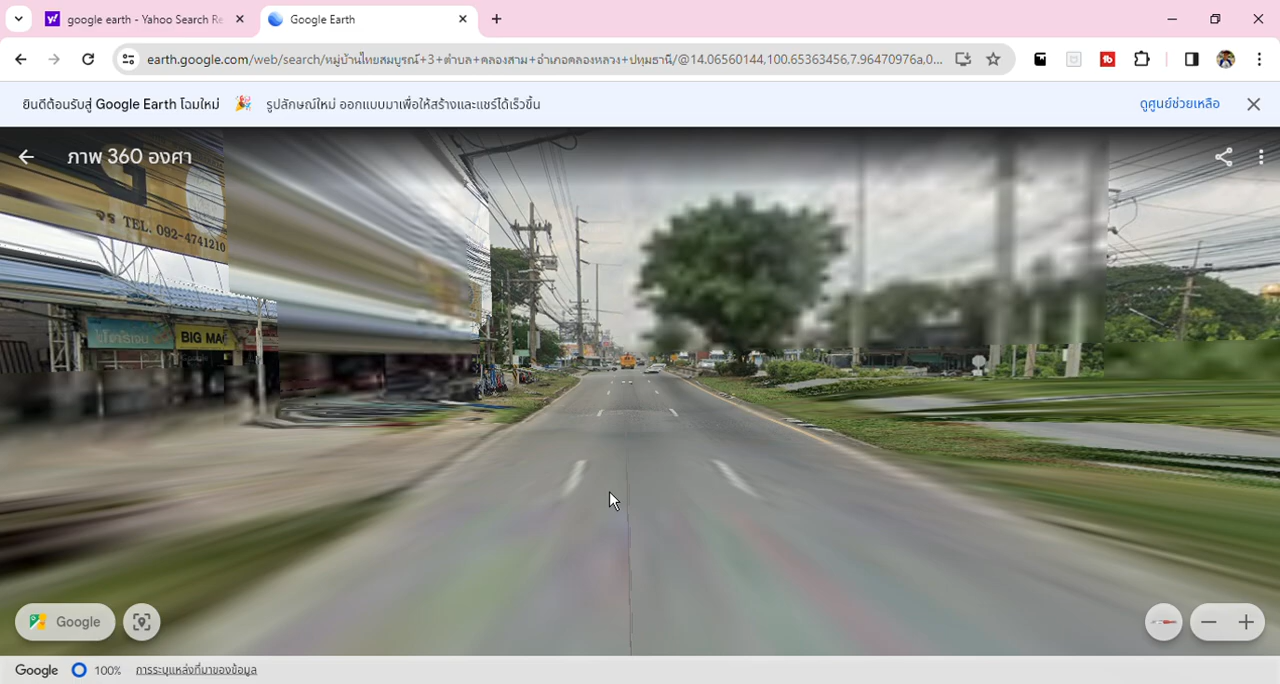 google earth - Yahoo Search Re
Google Earth
earth.google.com/web/search/หมู่บ้านไทยสมบูรณ์+3+ตำบล+คลองสาม+อำเภอคลองหลวง+ปทุมธานี/@14.06560144,100.65363456,7.96470976a,0...
ยินดีต้อนรับสู่ Google Earth โฉมใหม่ 🎉 รูปลักษณ์ใหม่ ออกแบบมาเพื่อให้สร้างและแชร์ได้เร็วขึ้น
ดูศูนย์ช่วยเหลือ
ภาพ 360 องศา
TEL. 092-4741210
BIG
Google
Google
100%
การระบุแหล่งที่มาของข้อมูล